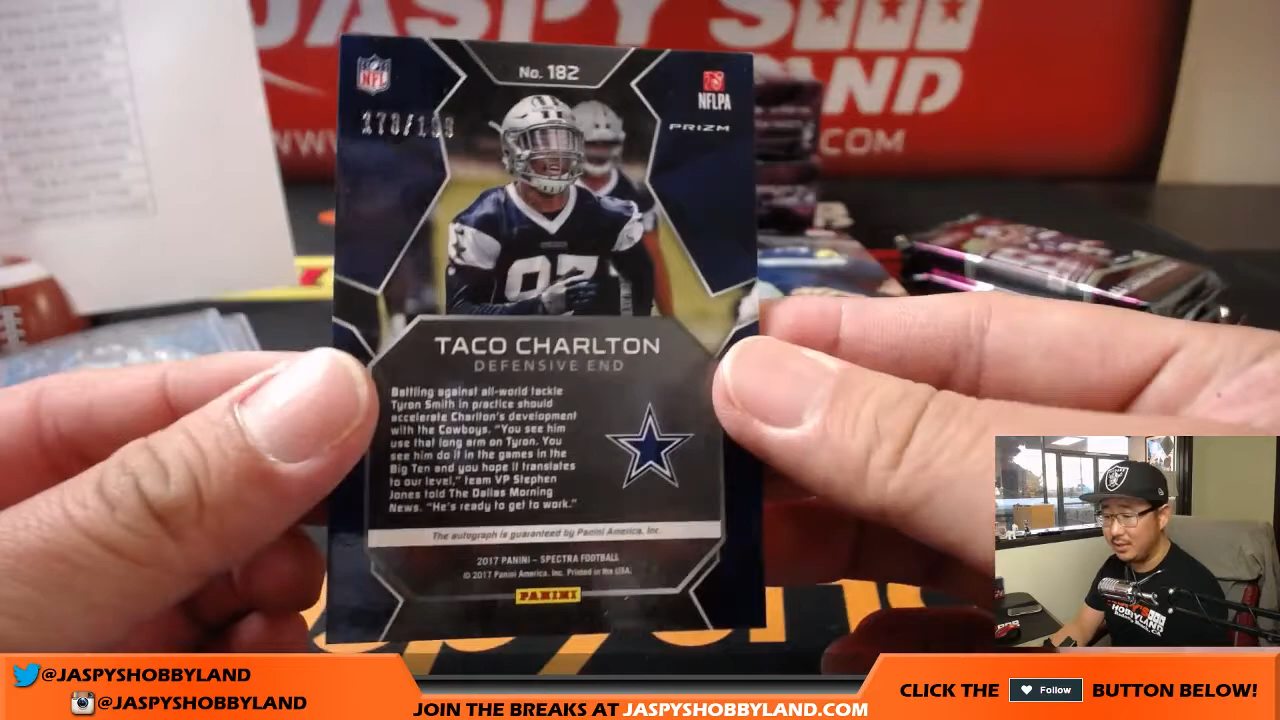 JASPY'S
LAND
.COM
NFL
No. 182
NFLPA
PRIZM
97
TACO CHARLTON
DEFENSIVE END
Battling against all-world tackle
Tyron Smith in practice should
accelerate Charlton's development
with the Cowboys. "You see him
use that long arm on Tyron. You
see him do it in the games in the
Big Ten and you hope it translates
to our level," team VP Stephen
Jones told The Dallas Morning
News. "He's ready to get to work."
The autograph is guaranteed by Panini America, Inc.
2017 PANINI – SPECTRA FOOTBALL
© 2017 Panini America, Inc. Printed in the USA.
PANINI
HOBBYLAND
@JASPYSHOBBYLAND
@JASPYSHOBBYLAND
JOIN THE BREAKS AT JASPYSHOBBYLAND.COM
CLICK THE Follow BUTTON BELOW!